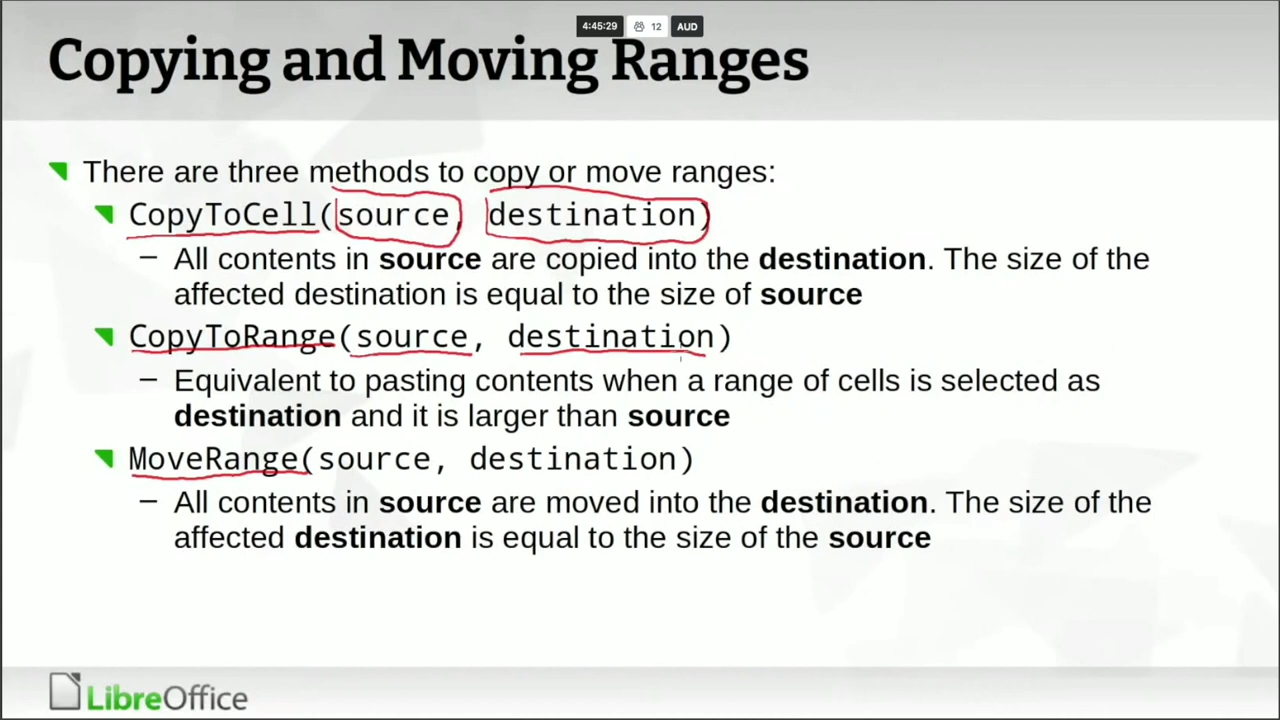 4:45:29 12 AUD
Copying and Moving Ranges
There are three methods to copy or move ranges:
CopyToCell(source, destination)
– All contents in source are copied into the destination. The size of the
affected destination is equal to the size of source
CopyToRange(source, destination)
– Equivalent to pasting contents when a range of cells is selected as
destination and it is larger than source
MoveRange(source, destination)
– All contents in source are moved into the destination. The size of the
affected destination is equal to the size of the source
LibreOffice